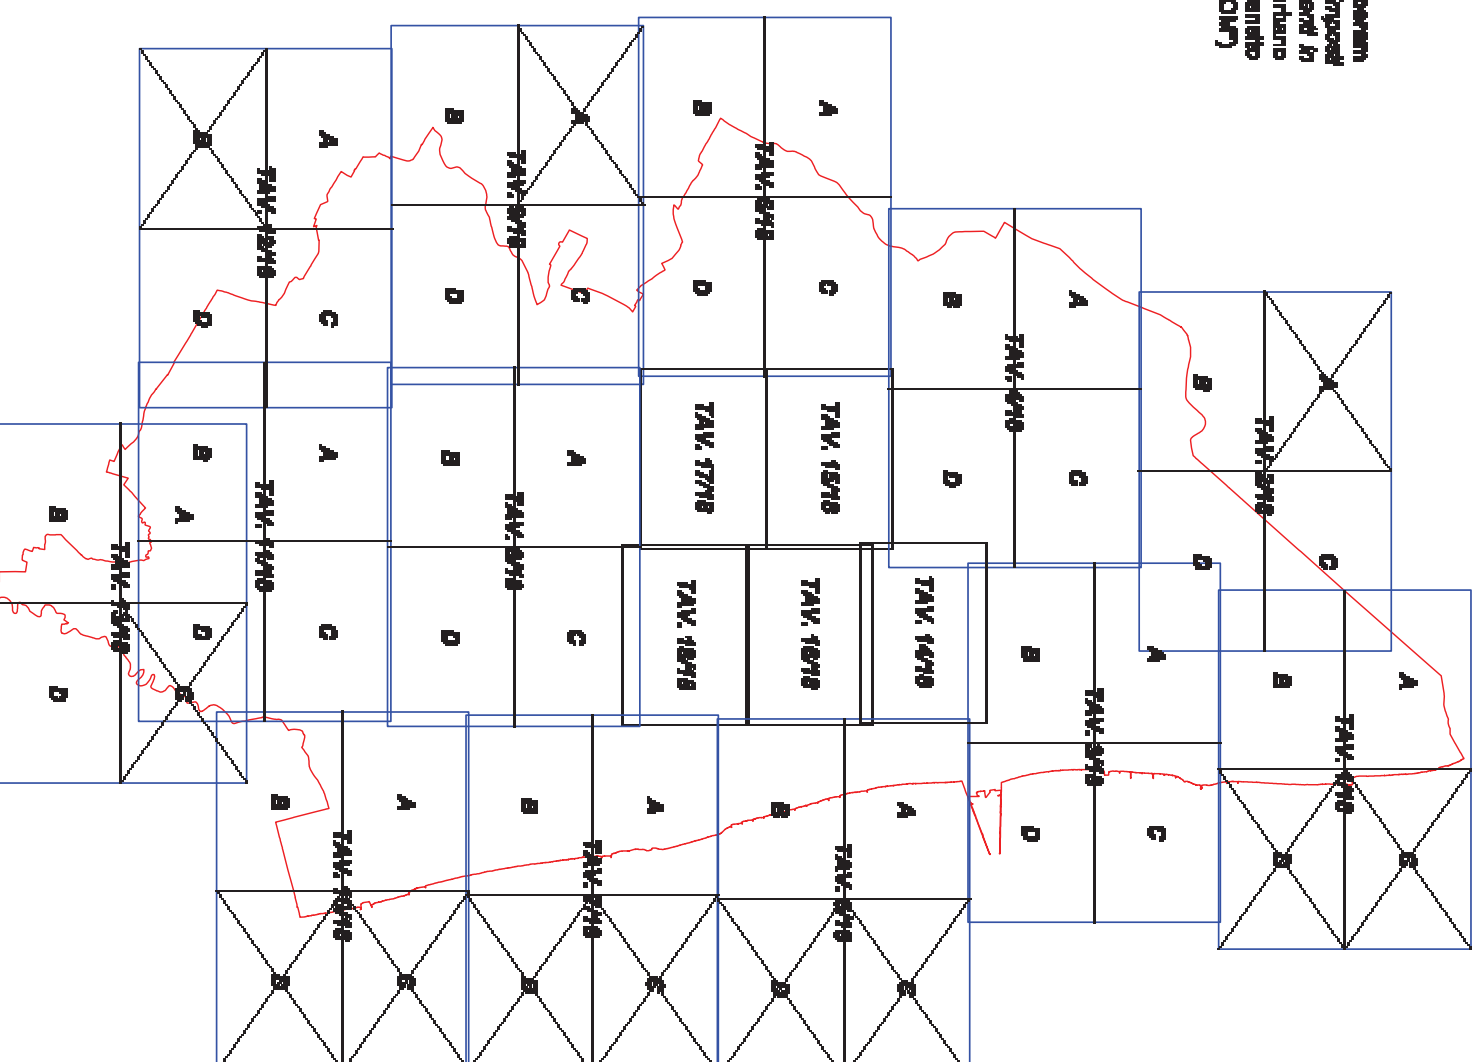 A
B
TAV. 1/18
C
D
A
B
TAV. 2/18
C
D
A
B
TAV. 3/18
C
D
A
B
TAV. 4/18
C
D
A
B
TAV. 5/18
C
D
A
B
TAV. 6/18
C
D
A
B
TAV. 7/18
C
D
A
B
TAV. 8/18
C
D
A
B
TAV. 9/18
C
D
A
B
TAV. 10/18
C
D
A
B
TAV. 11/18
C
D
A
B
TAV. 12/18
C
D
A
B
TAV. 13/18
C
D
TAV. 14/18
TAV. 15/18
TAV. 16/18
TAV. 17/18
TAV. 18/18